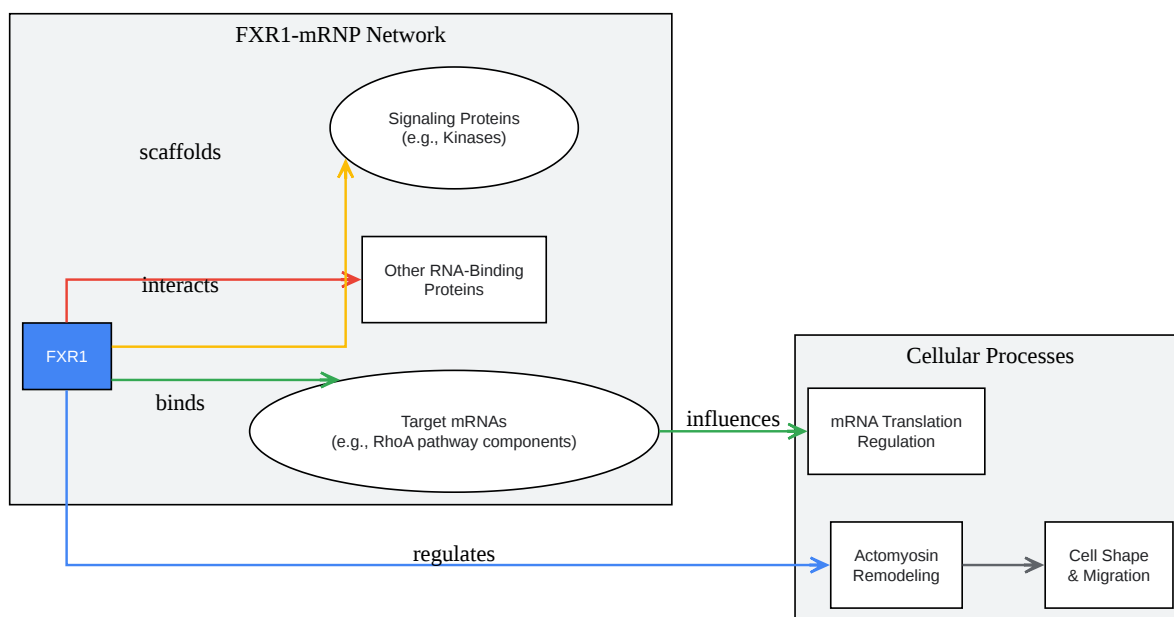 FXR1-mRNP Network
Signaling Proteins
(e.g., Kinases)
scaffolds
Other RNA-Binding
Proteins
interacts
FXR1
binds
Target mRNAs
(e.g., RhoA pathway components)
influences
Cellular Processes
mRNA Translation
Regulation
regulates
Actomyosin
Remodeling
Cell Shape
& Migration